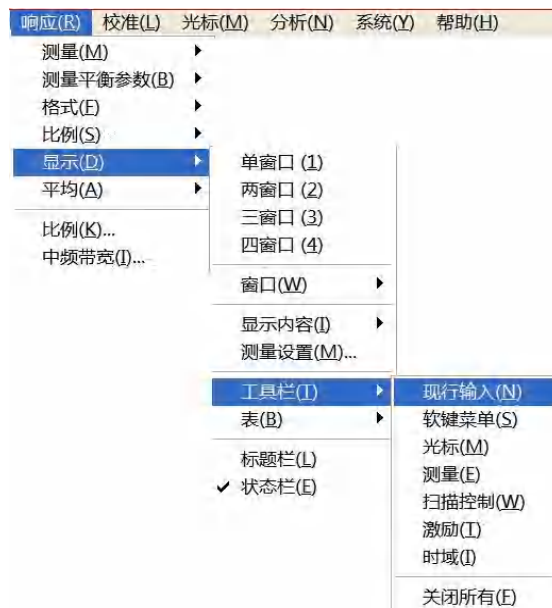 响应(R) 校准(L) 光标(M) 分析(N) 系统(Y) 帮助(H)
测量(M)
测量平衡参数(B)
格式(F)
比例(S)
显示(D)
平均(A)
比例(K)...
中频带宽(I)...
单窗口 (1)
两窗口 (2)
三窗口 (3)
四窗口 (4)
窗口(W)
显示内容(I)
测量设置(M)...
工具栏(T)
表(B)
标题栏(L)
状态栏(E)
现行输入(N)
软键菜单(S)
光标(M)
测量(E)
扫描控制(W)
激励(T)
时域(I)
关闭所有(F)